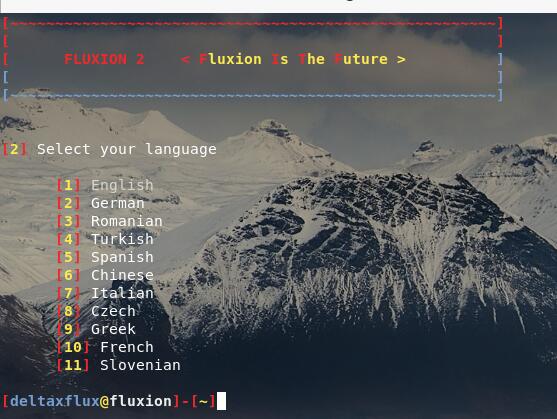 [~~~~~~~~~~~~~~~~~~~~~~~~~~~~~~~~~~~~~~~~~~~~~~~~~~~~~~]
[ ]
[ FLUXION 2 < Fluxion Is The Future > ]
[ ]
[~~~~~~~~~~~~~~~~~~~~~~~~~~~~~~~~~~~~~~~~~~~~~~~~~~~~~~]
[2] Select your language
[1] English
[2] German
[3] Romanian
[4] Turkish
[5] Spanish
[6] Chinese
[7] Italian
[8] Czech
[9] Greek
[10] French
[11] Slovenian
[deltaxflux@fluxion]-[~]